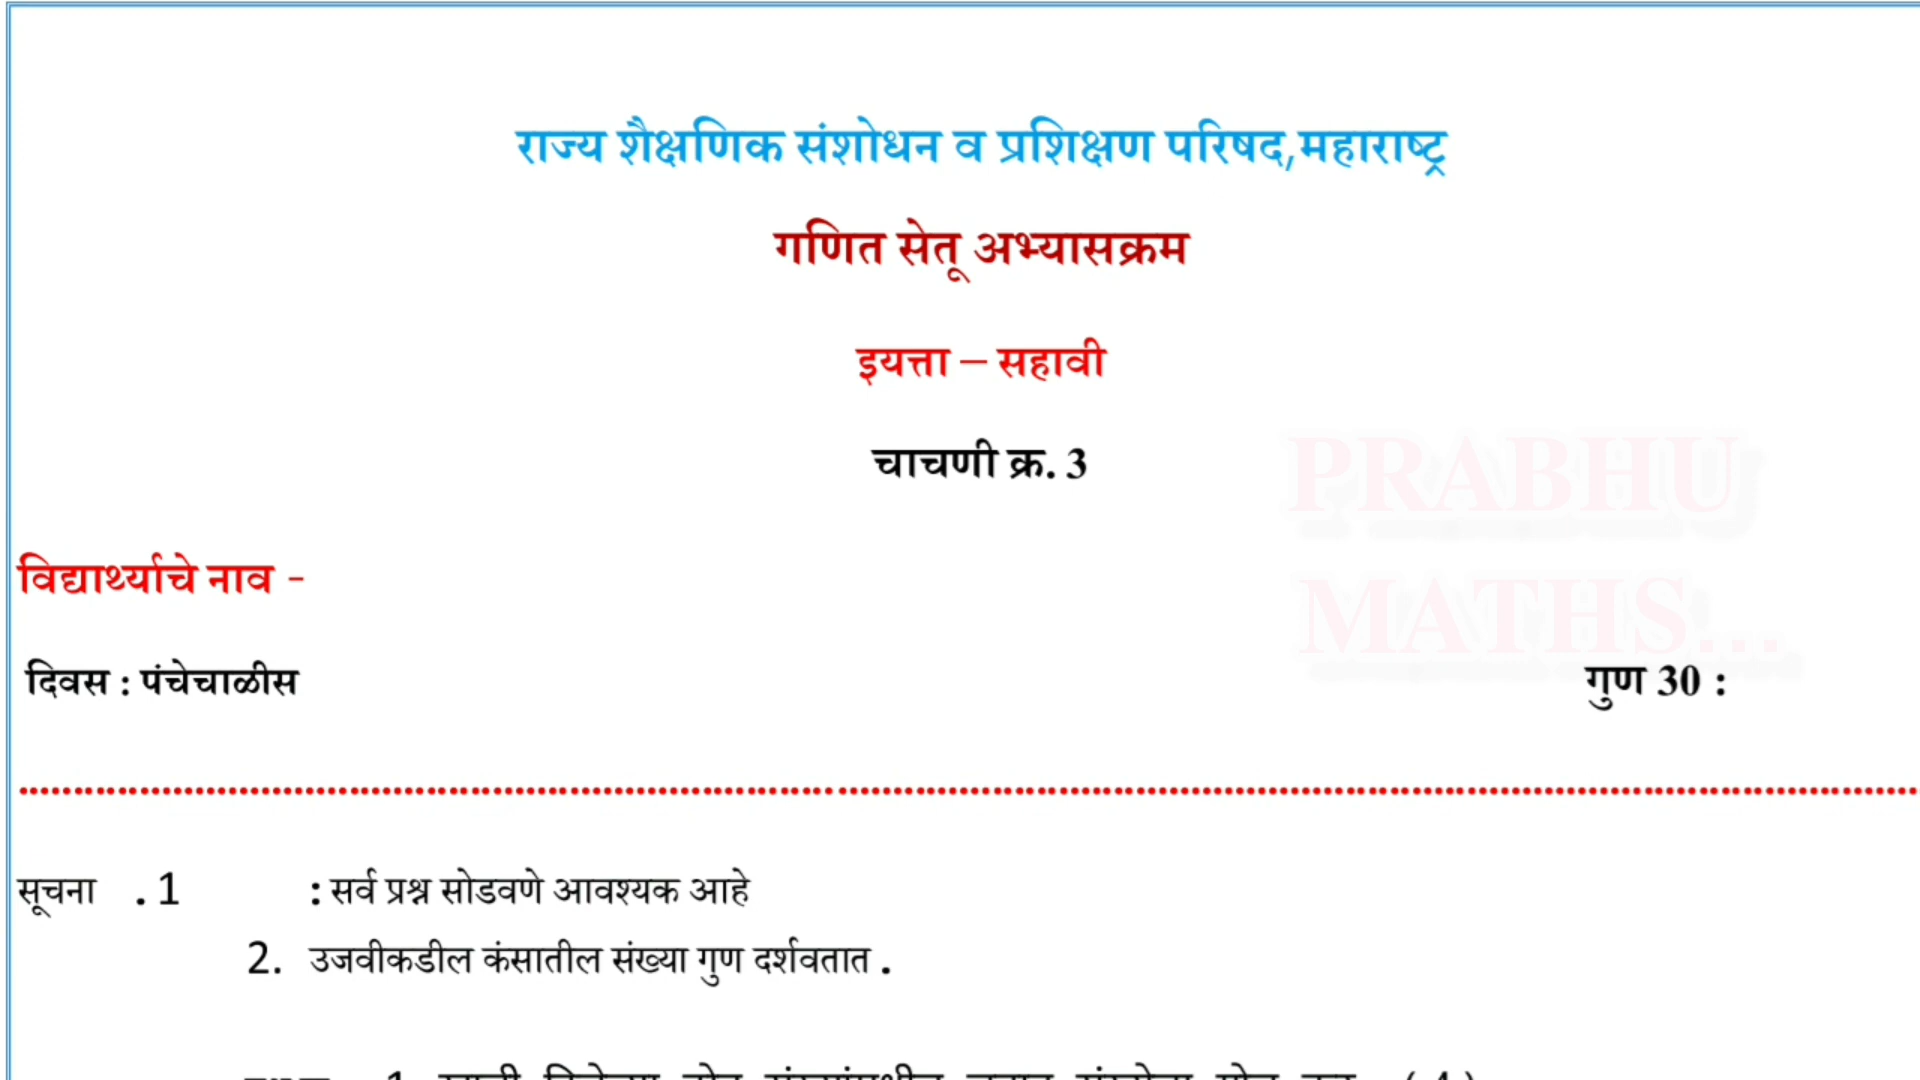 राज्य शैक्षणिक संशोधन व प्रशिक्षण परिषद,महाराष्ट्र
गणित सेतू अभ्यासक्रम
इयत्ता – सहावी
चाचणी क्र. 3
PRABHU
MATHS...
विद्यार्थ्याचे नाव -
दिवस : पंचेचाळीस गुण 30 :
सूचना . 1 : सर्व प्रश्न सोडवणे आवश्यक आहे
2. उजवीकडील कंसातील संख्या गुण दर्शवतात .